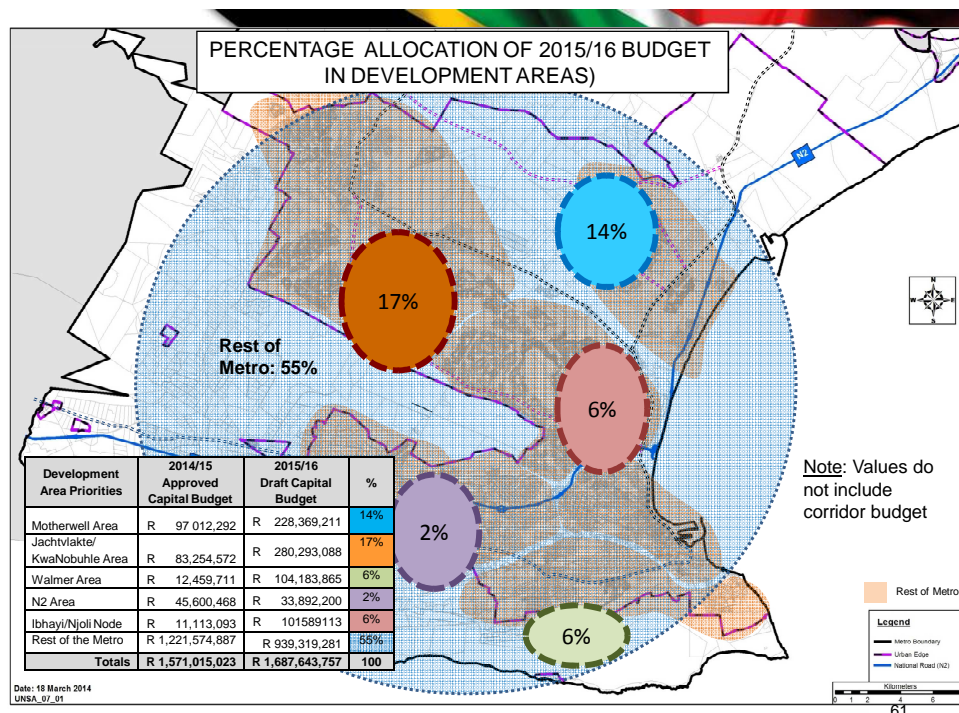 PERCENTAGE ALLOCATION OF 2015/16 BUDGET
IN DEVELOPMENT AREAS)
N2
14%
17%
N
W E
S
Rest of
Metro: 55%
6%
Note: Values do
not include
corridor budget
Development Area Priorities 2014/15 Approved Capital Budget 2015/16 Draft Capital Budget %
Motherwell Area R 97 012,292 R 228,369,211 14%
Jachtvlakte/ KwaNobuhle Area R 83,254,572 R 280,293,088 17%
Walmer Area R 12,459,711 R 104,183,865 6%
N2 Area R 45,600,468 R 33,892,200 2%
Ibhayi/Njoli Node R 11,113,093 R 101589113 6%
Rest of the Metro R 1,221,574,887 R 939,319,281 55%
Totals R 1,571,015,023 R 1,687,643,757 100
2%
6%
Rest of Metro
Legend
Metro Boundary
Urban Edge
National Road (N2)
Kilometers
0 1 2 4 6
Date: 18 March 2014
UNSA_07_01
61